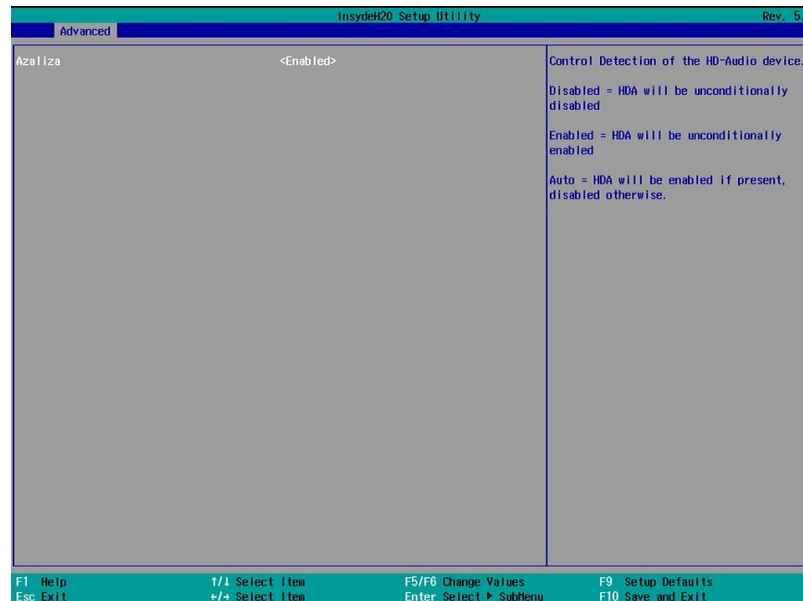 InsydeH20 Setup Utility Rev. 5.
Advanced
Azaliza <Enabled>
Control Detection of the HD-Audio device.
Disabled = HDA will be unconditionally
disabled
Enabled = HDA will be unconditionally
enabled
Auto = HDA will be enabled if present,
disabled otherwise.
F1 Help ↑/↓ Select Item F5/F6 Change Values F9 Setup Defaults
Esc Exit ←/→ Select Item Enter Select ▶ SubMenu F10 Save and Exit